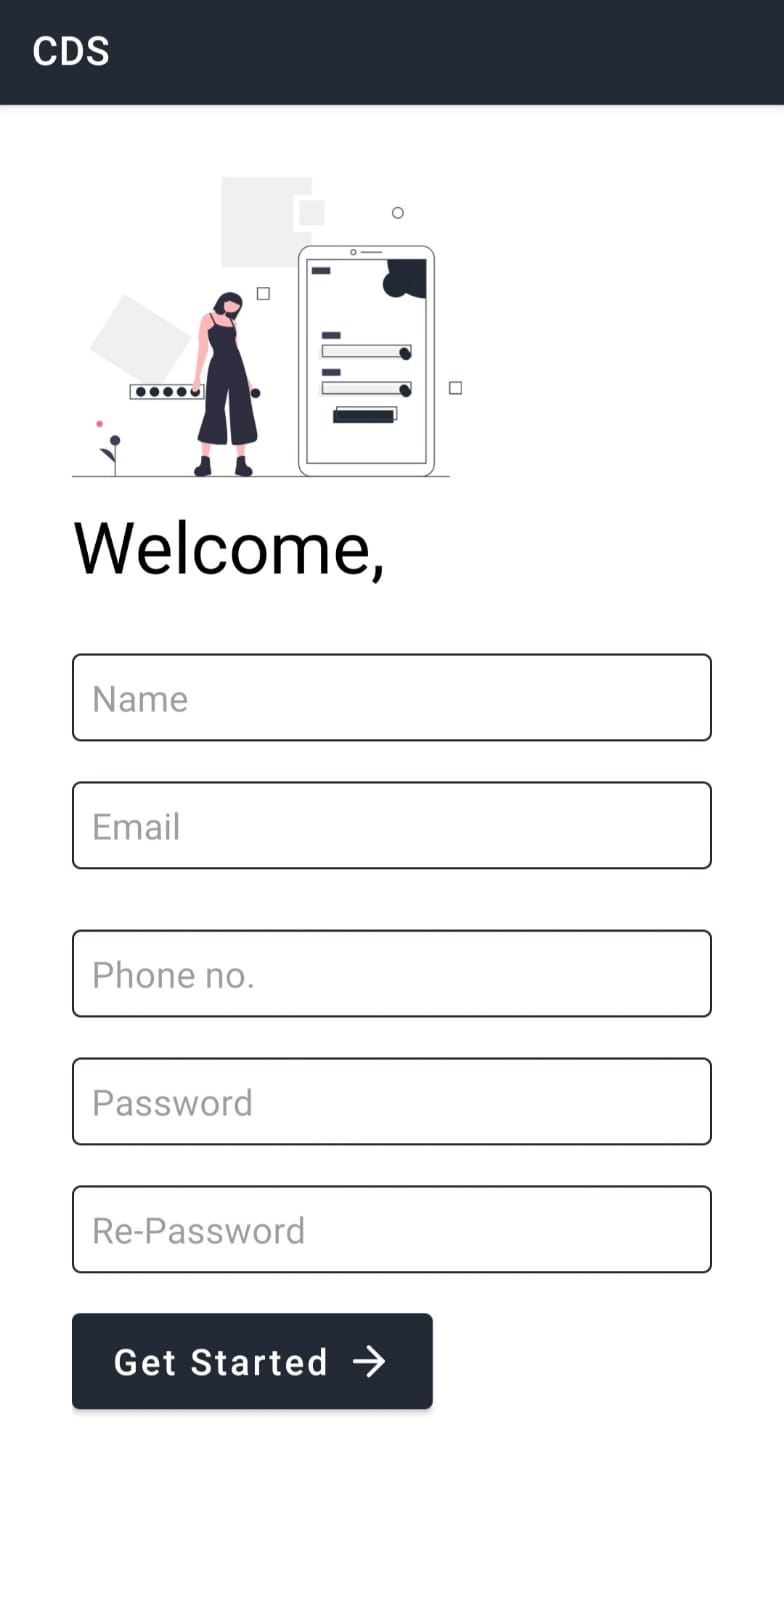 CDS
Welcome,
Name
Email
Phone no.
Password
Re-Password
Get Started